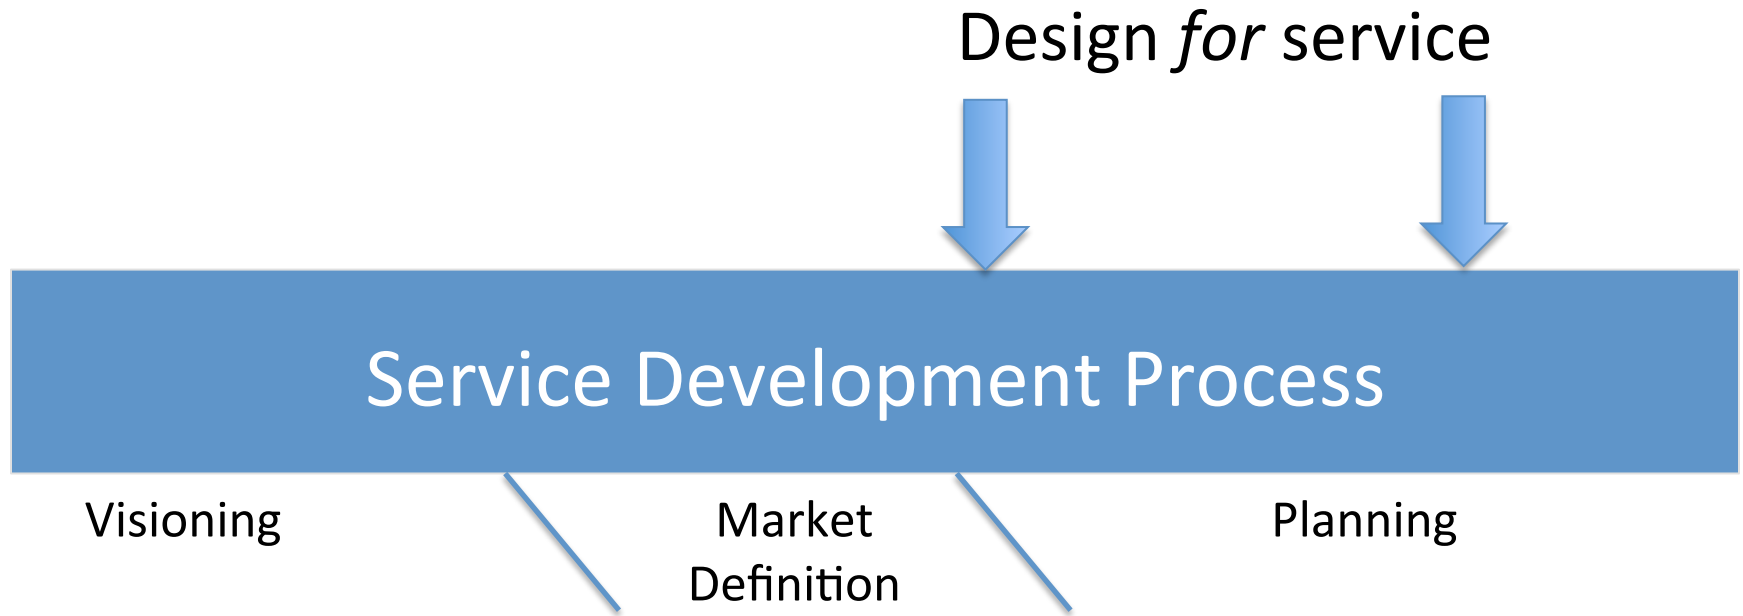 Design for service
Service Development Process
Visioning
Market
Definition
Planning